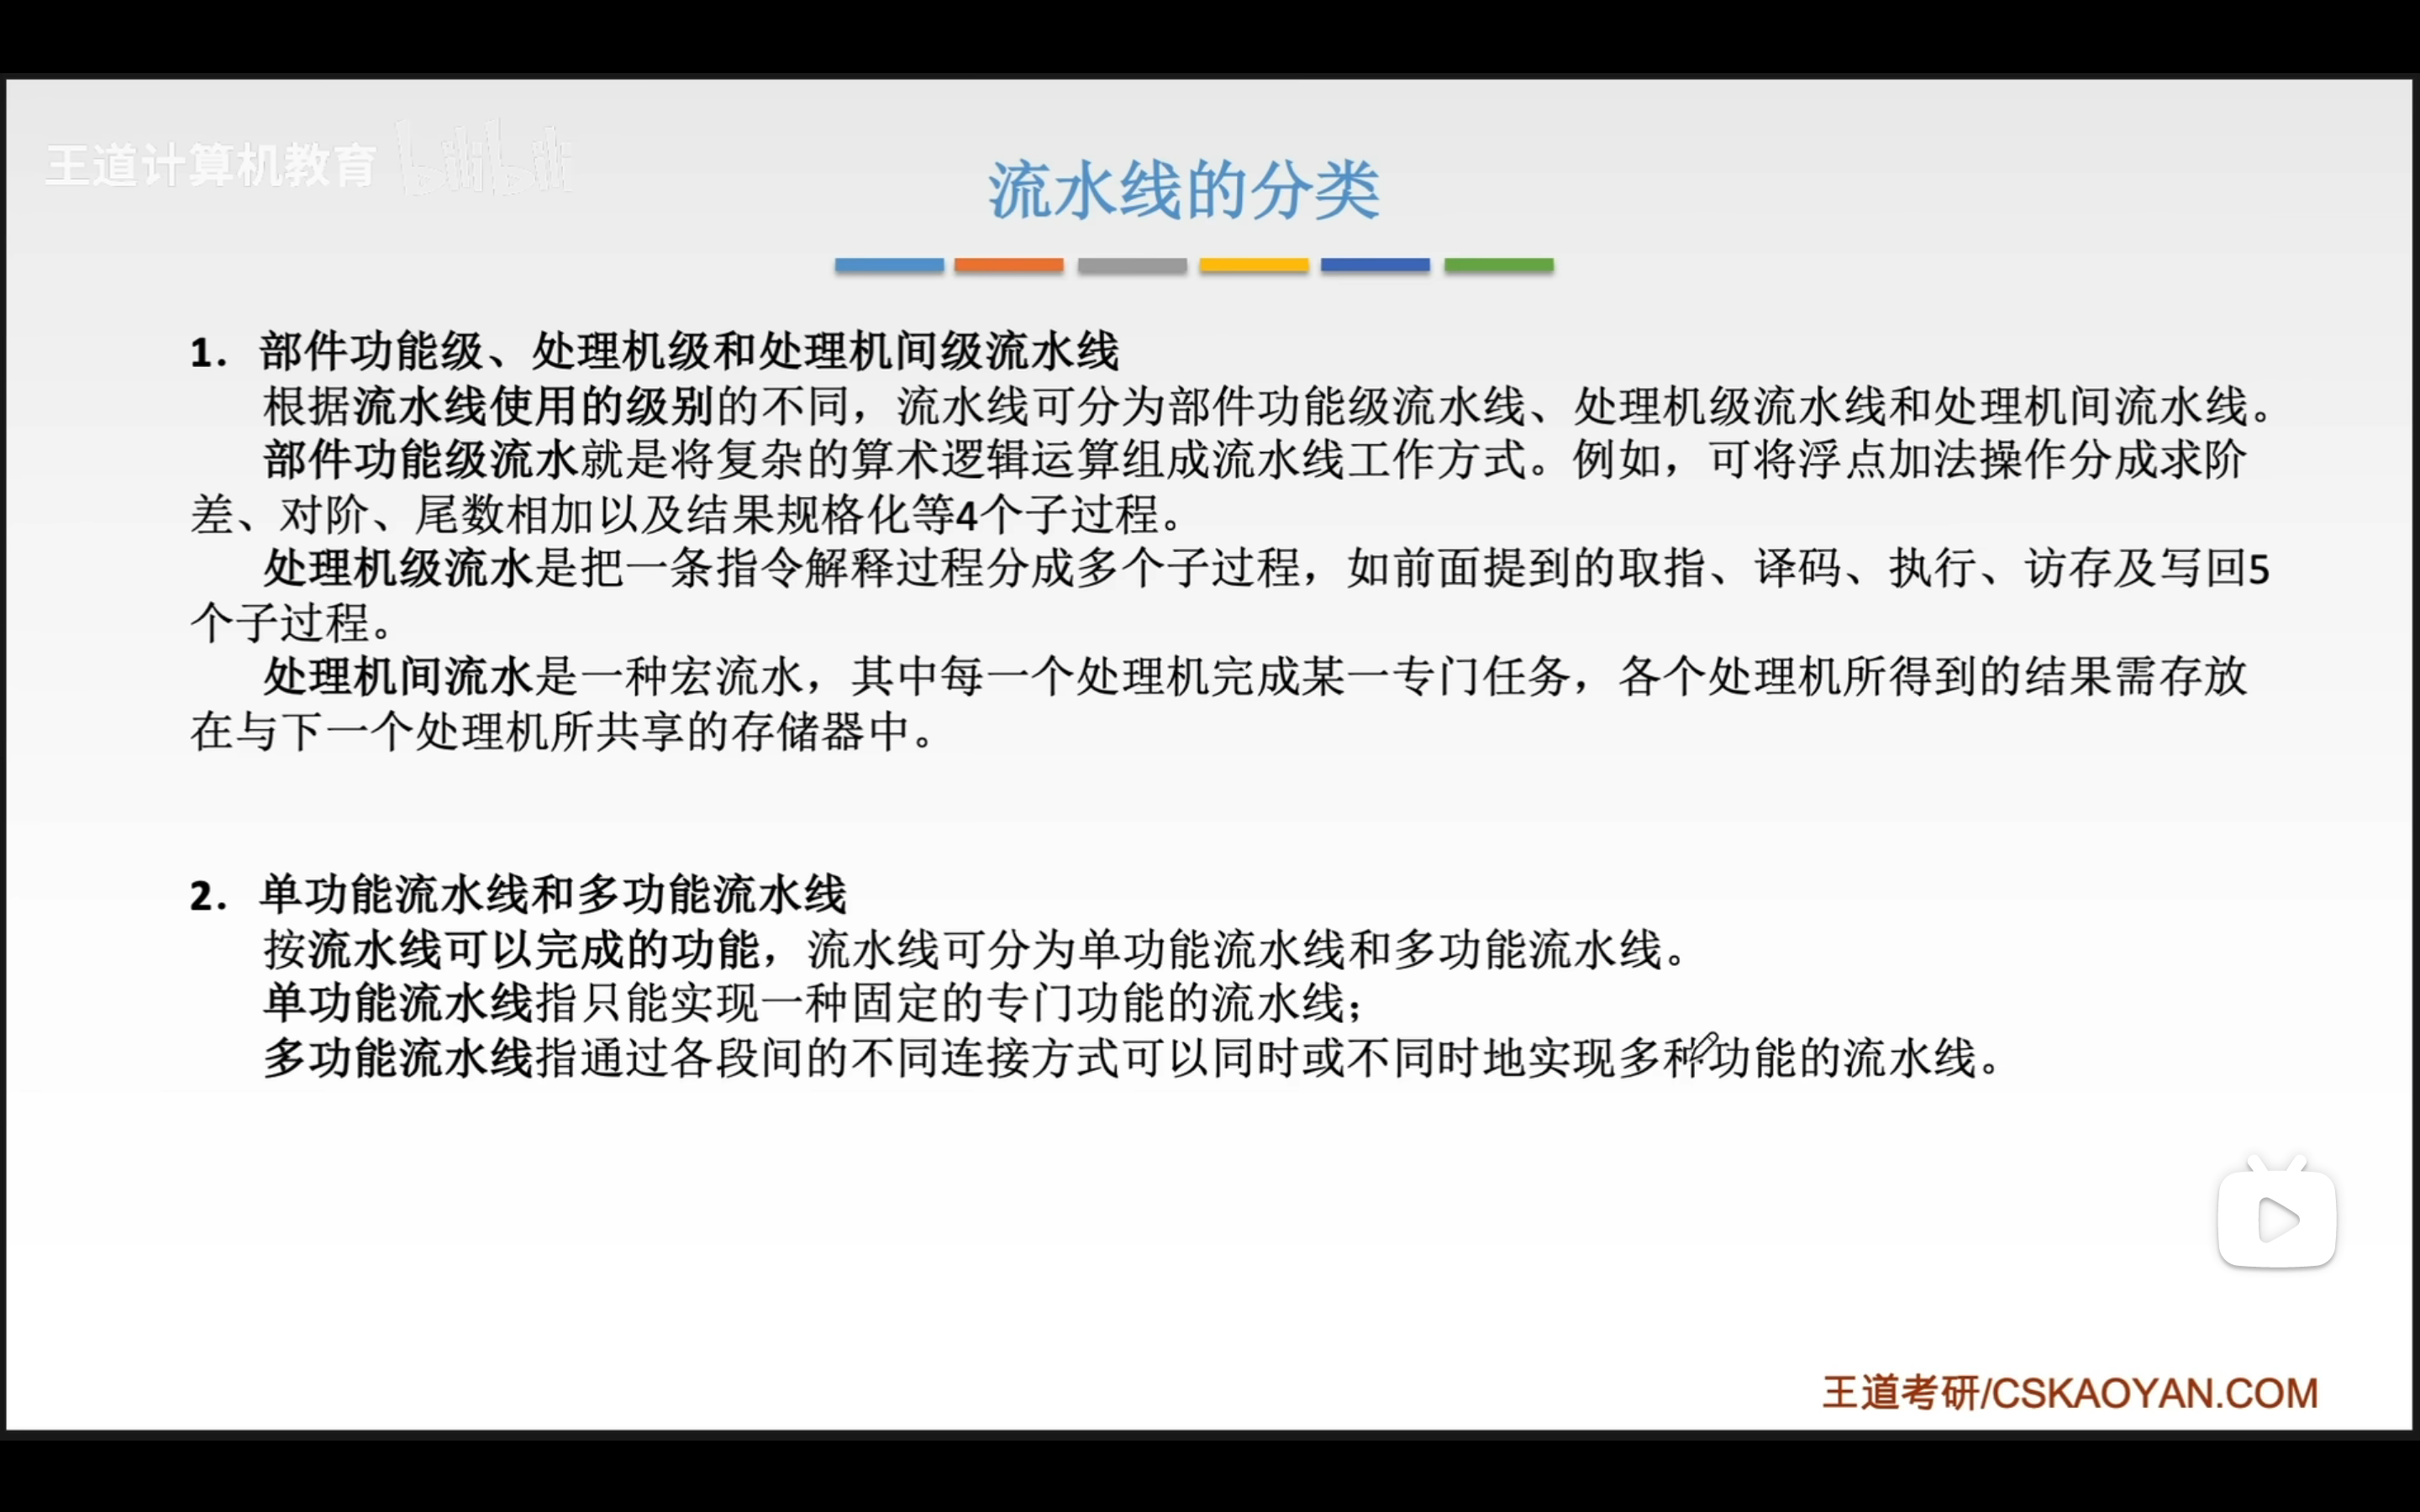 王道计算机教育 bilibili
流水线的分类
1. 部件功能级、处理机级和处理机间级流水线
根据流水线使用的级别的不同，流水线可分为部件功能级流水线、处理机级流水线和处理机间流水线。
部件功能级流水就是将复杂的算术逻辑运算组成流水线工作方式。例如，可将浮点加法操作分成求阶
差、对阶、尾数相加以及结果规格化等4个子过程。
处理机级流水是把一条指令解释过程分成多个子过程，如前面提到的取指、译码、执行、访存及写回5
个子过程。
处理机间流水是一种宏流水，其中每一个处理机完成某一专门任务，各个处理机所得到的结果需存放
在与下一个处理机所共享的存储器中。
2. 单功能流水线和多功能流水线
按流水线可以完成的功能，流水线可分为单功能流水线和多功能流水线。
单功能流水线指只能实现一种固定的专门功能的流水线；
多功能流水线指通过各段间的不同连接方式可以同时或不同时地实现多种功能的流水线。
王道考研/CSKAOYAN.COM